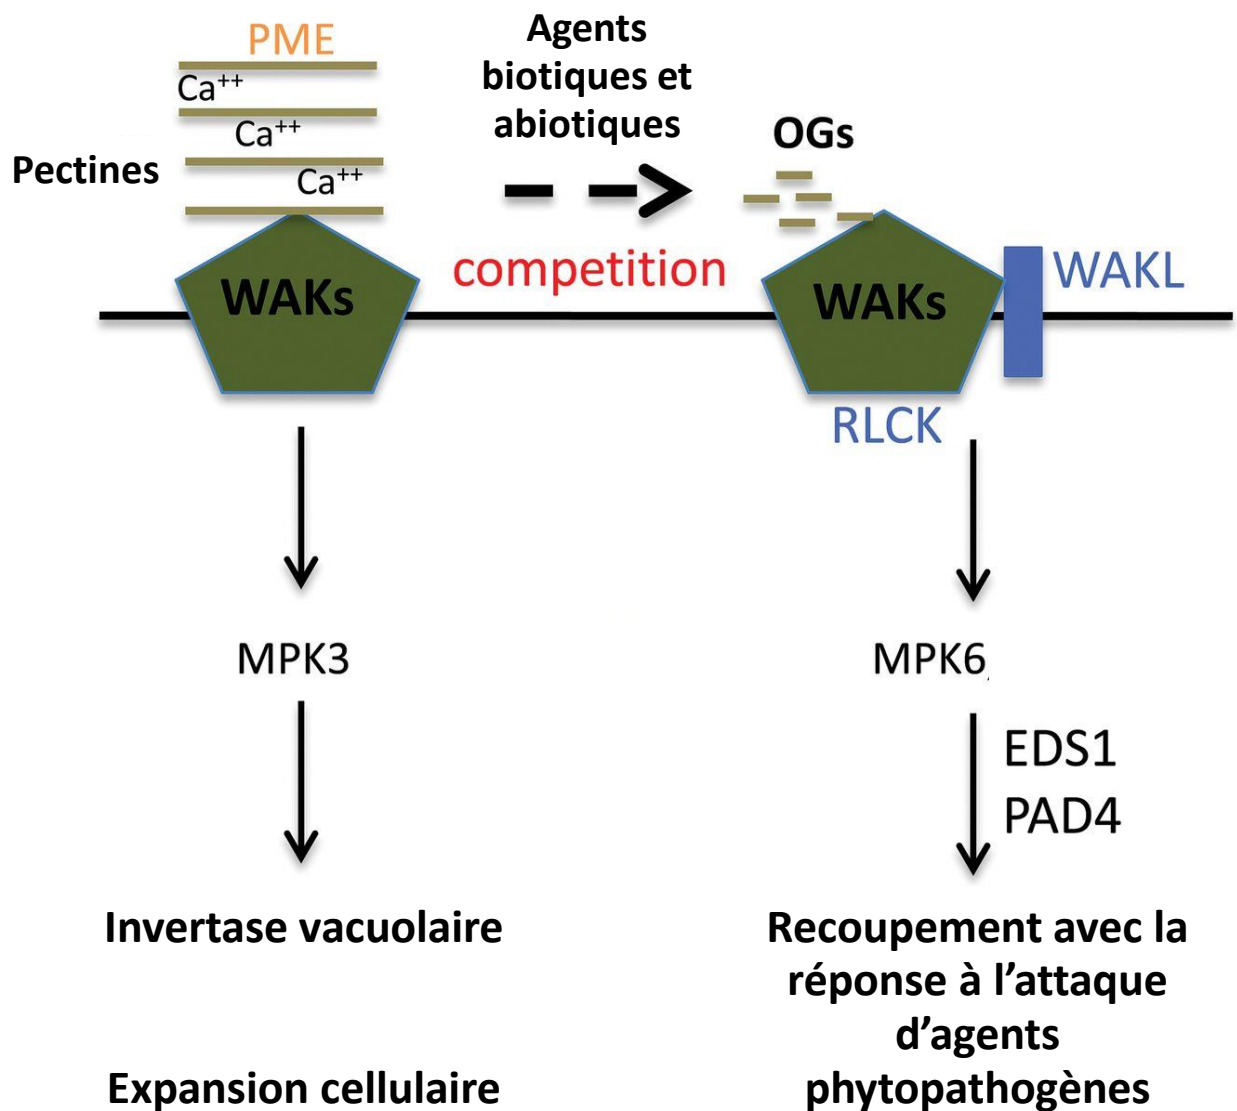 PME
Ca++
Ca++
Ca++
Pectines
Agents
biotiques et
abiotiques
OGs
competition
WAKs
WAKs
WAKL
RLCK
MPK3
MPK6,
EDS1
PAD4
Invertase vacuolaire
Expansion cellulaire
Recoupement avec la
réponse à l’attaque
d’agents
phytopathogènes